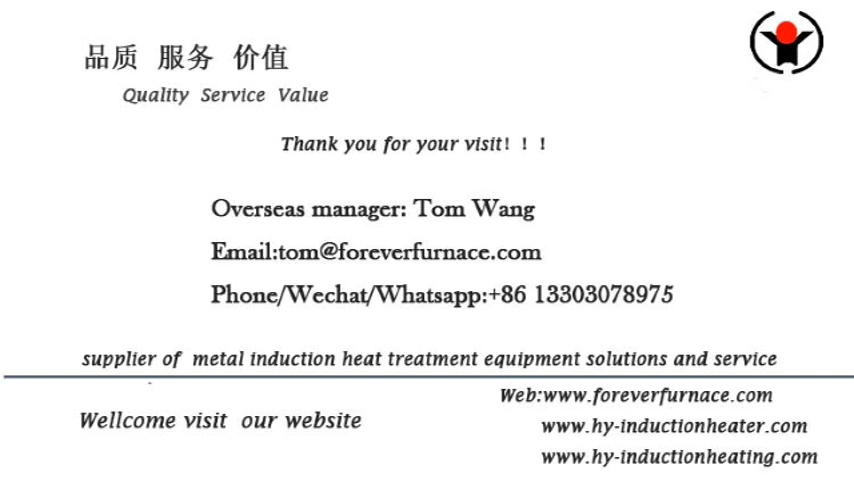 品质 服务 价值
Quality Service Value
Thank you for your visit！！！
Overseas manager: Tom Wang
Email:tom@foreverfurnace.com
Phone/Wechat/Whatsapp:+86 13303078975
supplier of metal induction heat treatment equipment solutions and service
Web:www.foreverfurnace.com
Wellcome visit our website
www.hy-inductionheater.com
www.hy-inductionheating.com